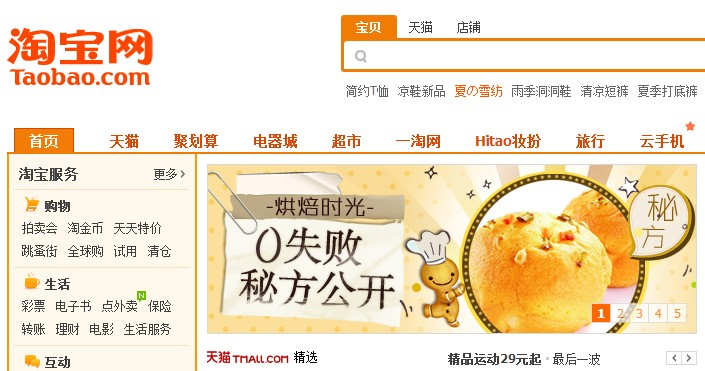 淘宝网
Taobao.com
宝贝 天猫 店铺
简约T恤 凉鞋新品 夏の雪纺 雨季洞洞鞋 清凉短裤 夏季打底裤
首页 天猫 聚划算 电器城 超市 一淘网 Hitao妆扮 旅行 云手机
淘宝服务 更多
购物
拍卖会 淘金币 天天特价
跳蚤街 全球购 试用 清仓
生活
彩票 电子书 点外卖 N 保险
转账 理财 电影 生活服务
互动
-烘焙时光-
0失败
秘方公开
秘方
1 2 3 4 5
天猫 TMALL.COM 精选
精品运动29元起 · 最后一波